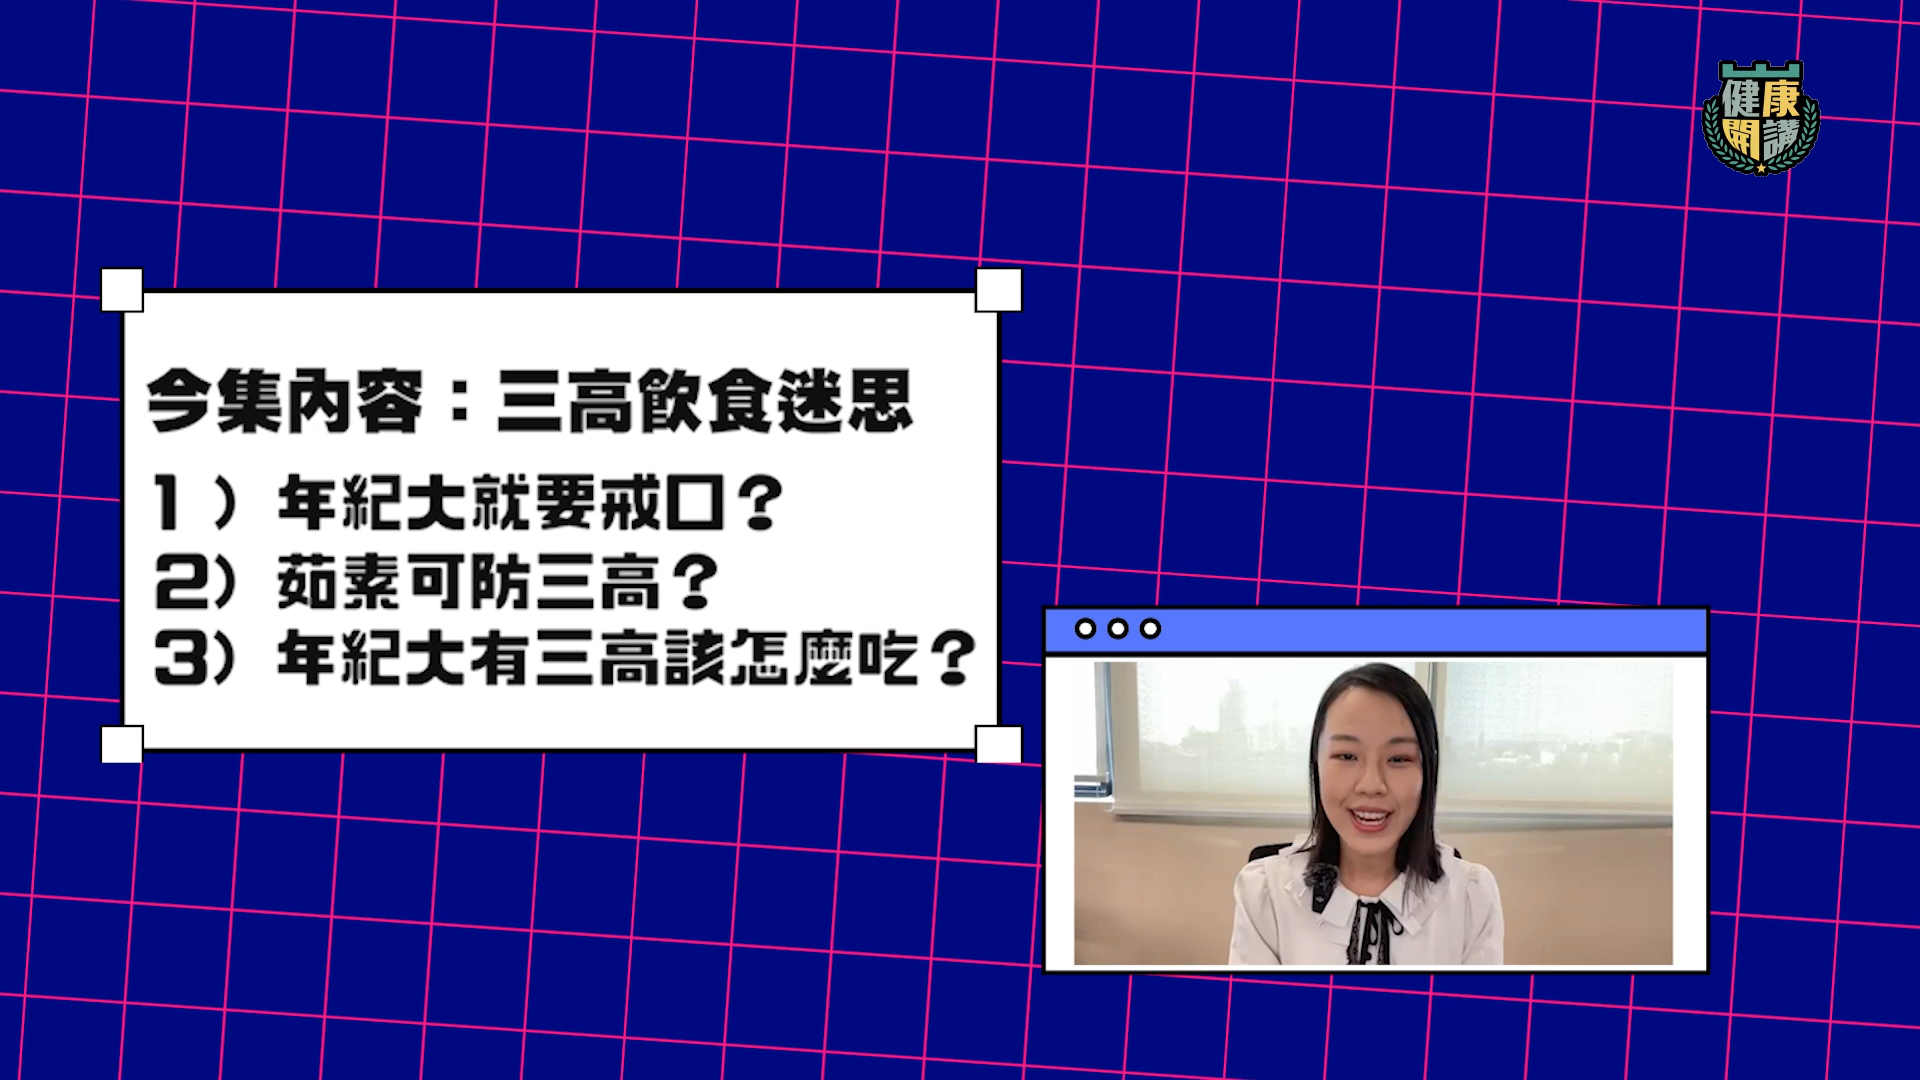 健康
開講
今集內容：三高飲食迷思
1）年紀大就要戒口？
2）茹素可防三高？
3）年紀大有三高該怎麼吃？